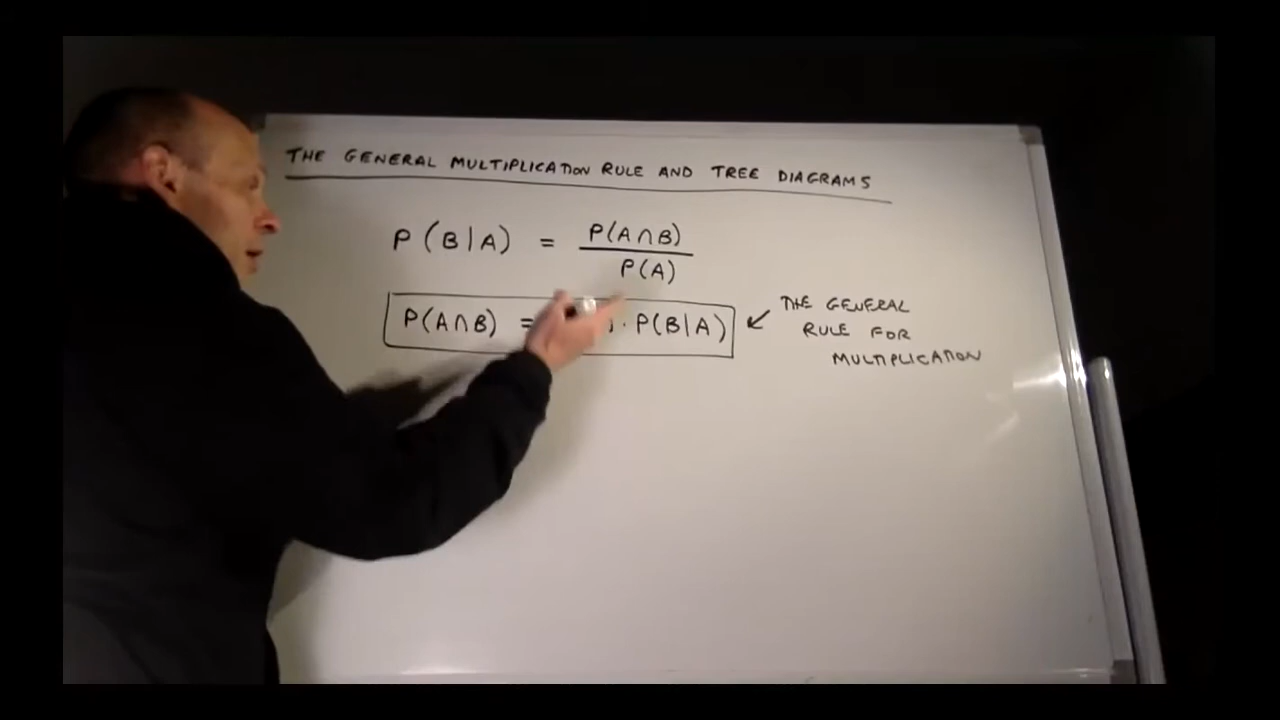 THE GENERAL MULTIPLICATION RULE AND TREE DIAGRAMS
P(B|A) = P(A∩B)
P(A)
P(A∩B) = ) · P(B|A)
THE GENERAL
RULE FOR
MULTIPLICATION